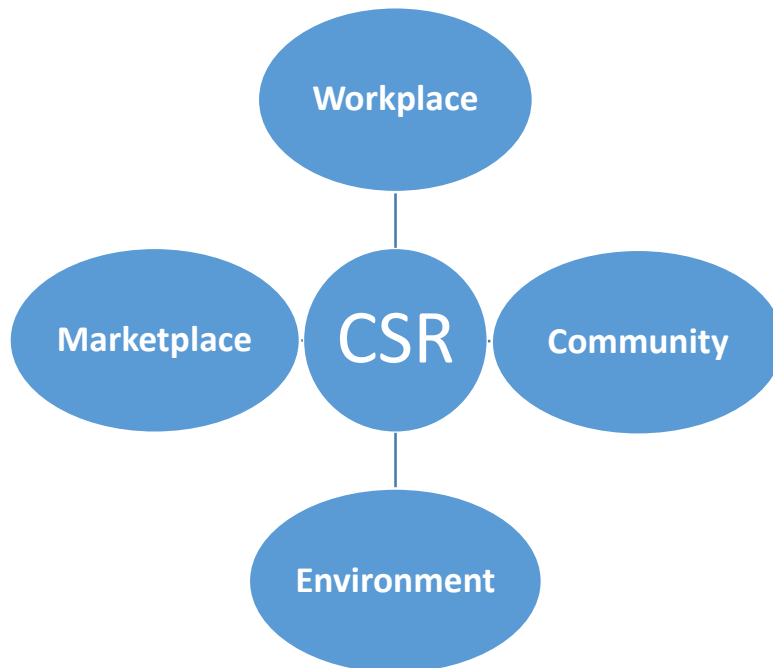 Workplace
Marketplace
CSR
Community
Environment